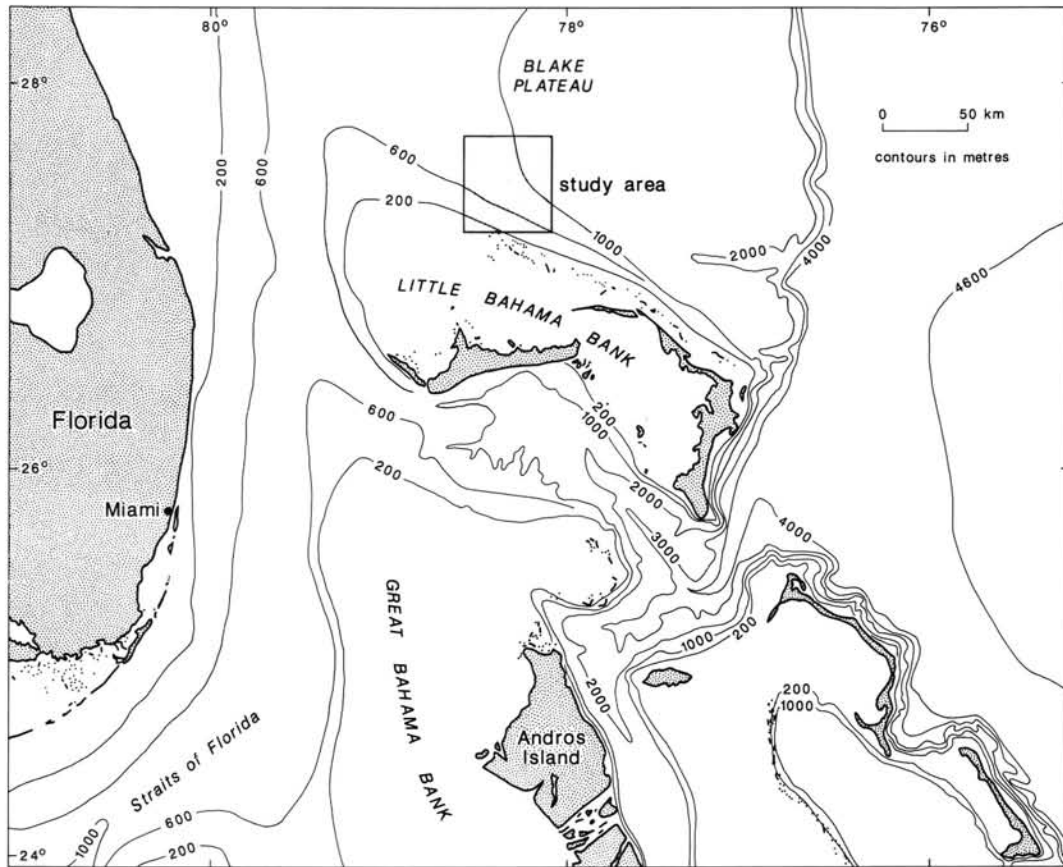 80°
78°
76°
28°
BLAKE
PLATEAU
0 50 km
contours in metres
200
600
600
study area
200
1000
2000
4000
4600
LITTLE BAHAMA BANK
Florida
600
200
1000
26°
200
2000
Miami
3000
4000
GREAT BAHAMA BANK
1000
200
2000
200
1000
Andros
Island
Straits of Florida
600
1000
200
24°